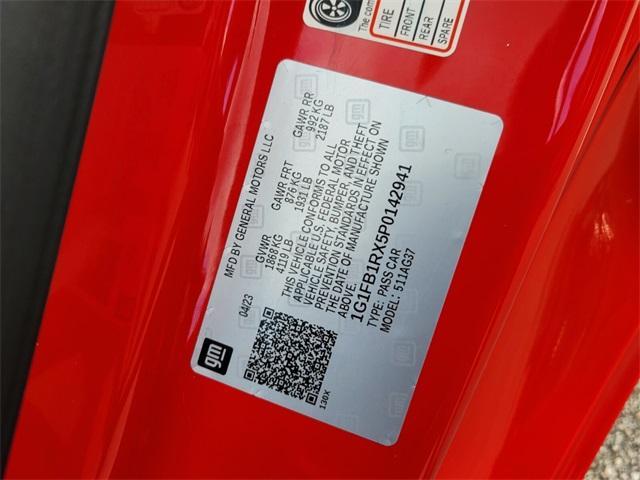 The com
TIRE
FRONT
REAR
SPARE
MFD BY GENERAL MOTORS LLC
04/23
GVWR
1868 KG
4119 LB
GAWR FRT
876 KG
1931 LB
GAWR RR
992 KG
2187 LB
THIS VEHICLE CONFORMS TO ALL
APPLICABLE U.S. FEDERAL MOTOR
VEHICLE SAFETY, BUMPER, AND THEFT
PREVENTION STANDARDS IN EFFECT ON
THE DATE OF MANUFACTURE SHOWN
ABOVE.
1G1FB1RX5P0142941
TYPE: PASS CAR
MODEL: 511AG37
gm
130X